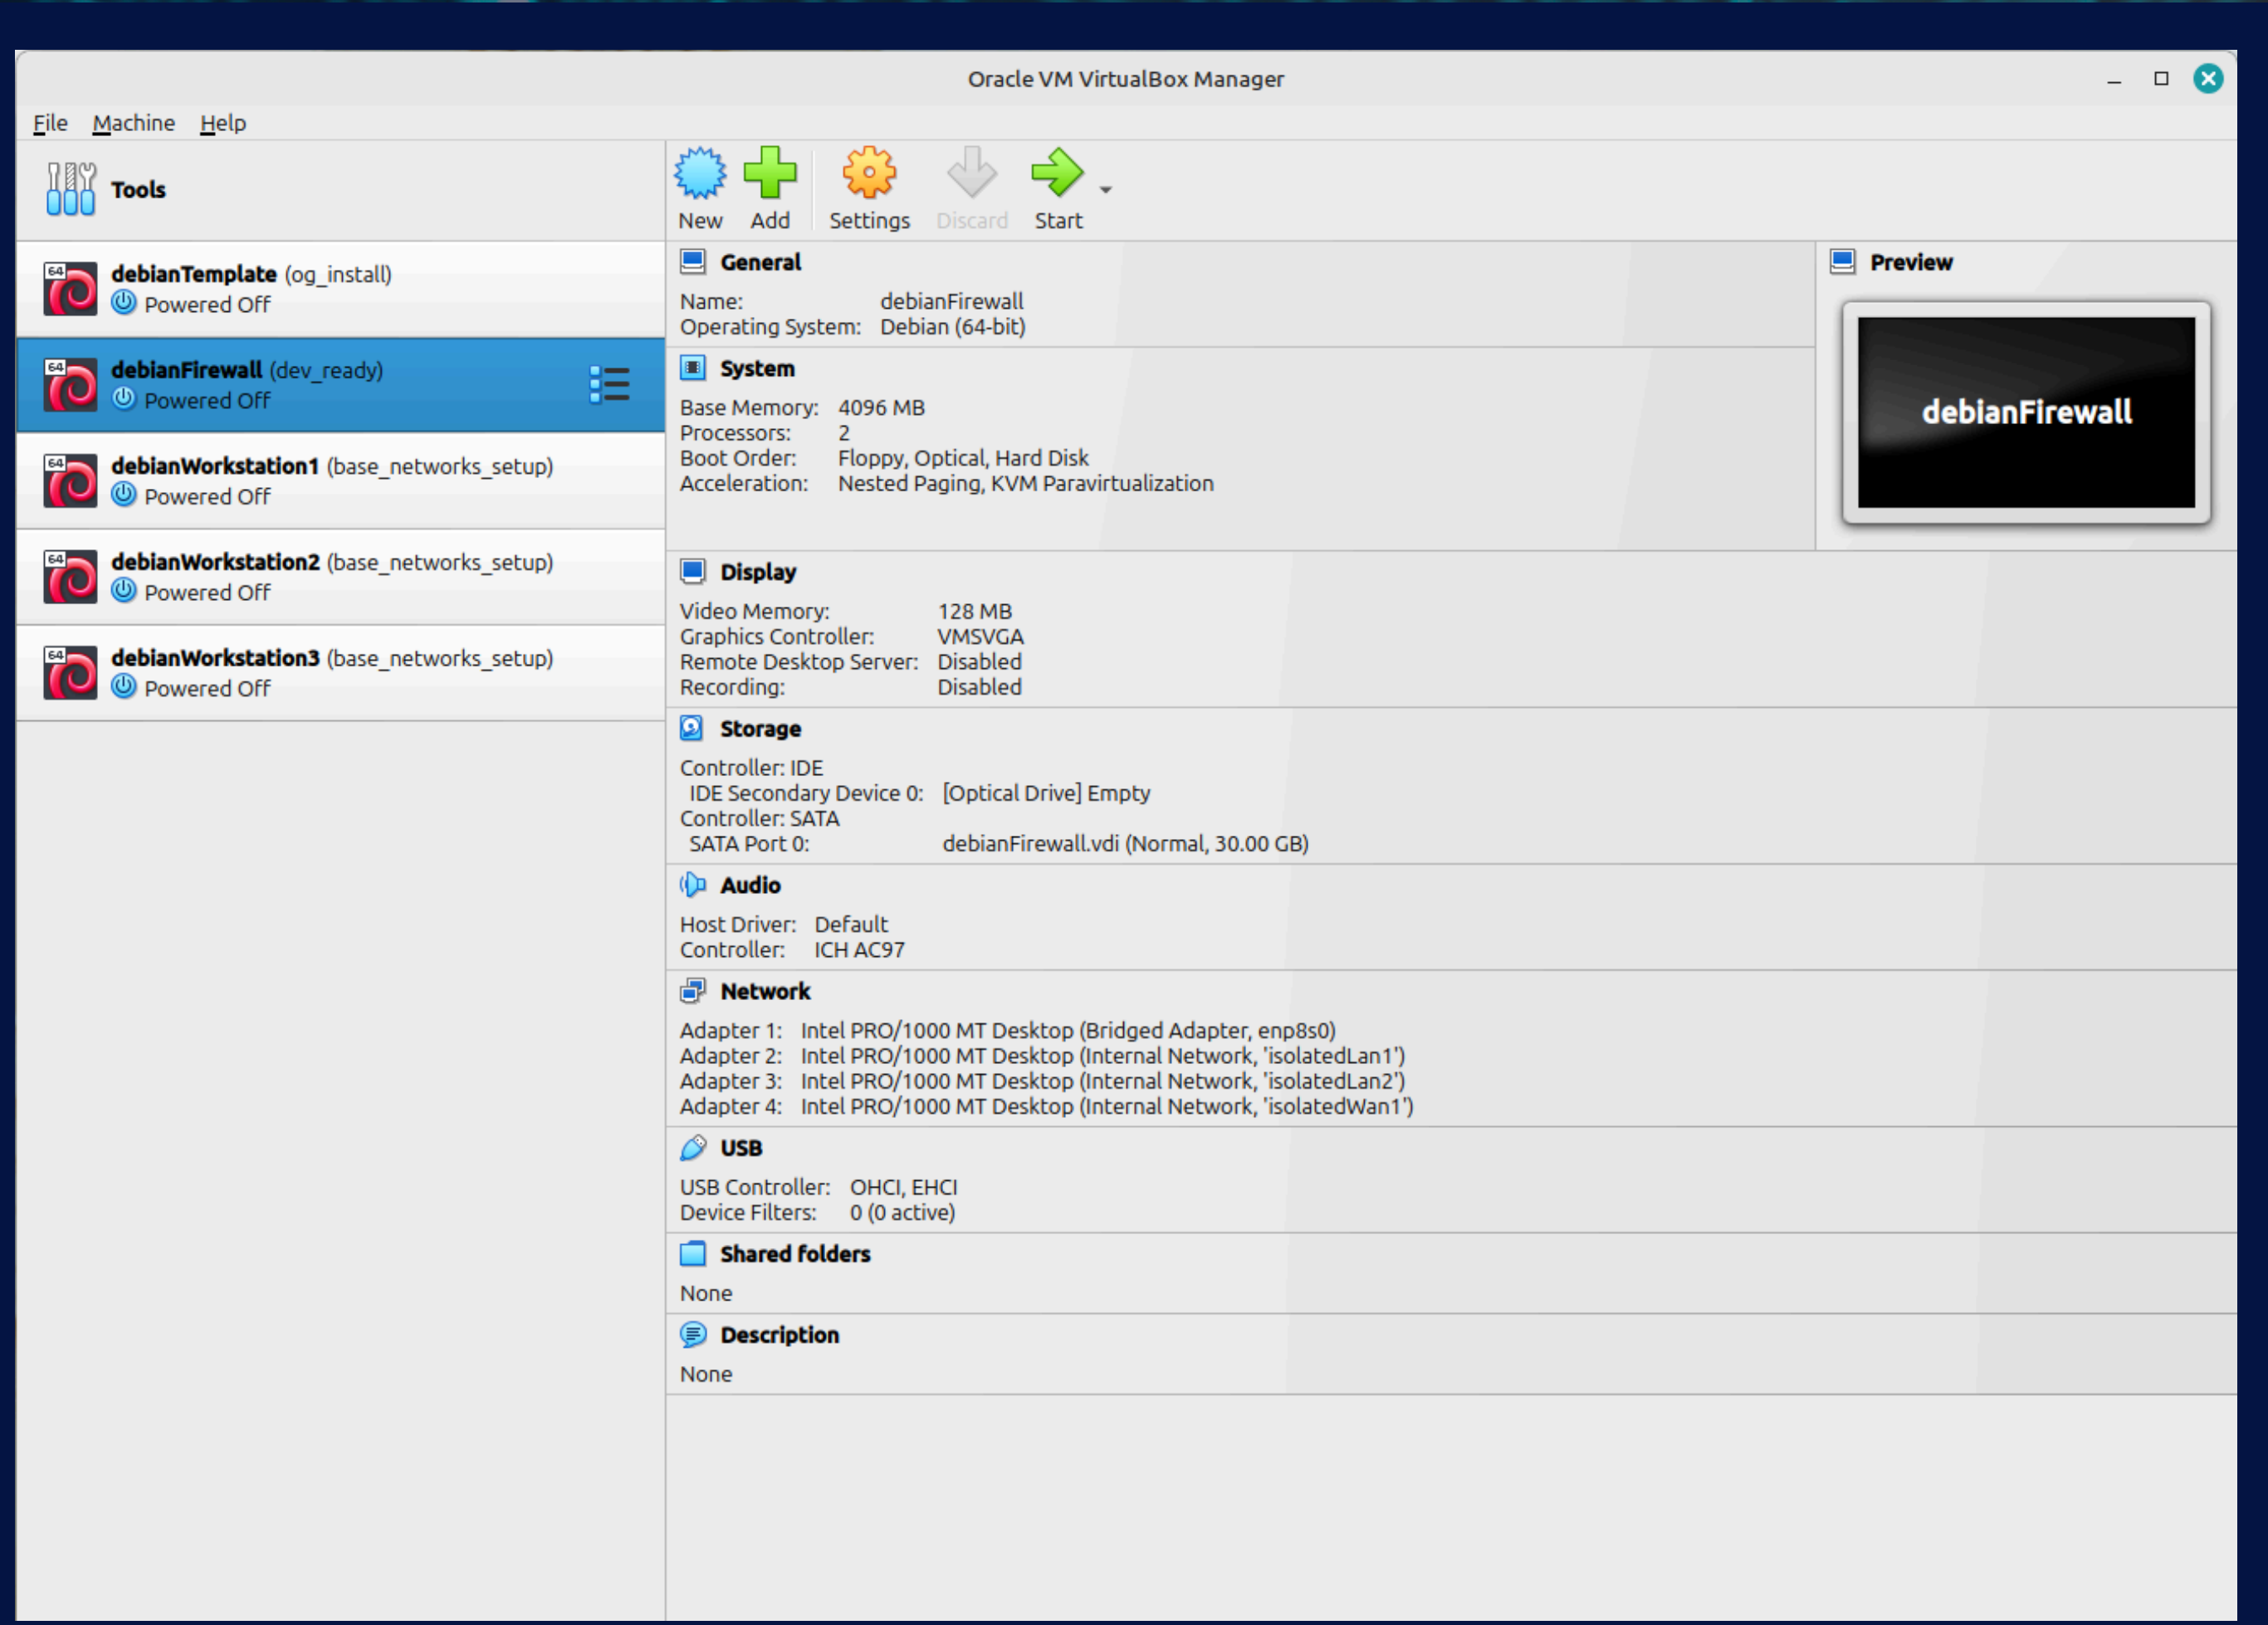 Oracle VM VirtualBox Manager
File Machine Help
Tools
New Add Settings Discard Start
64
debianTemplate (og_install)
Powered Off
64
debianFirewall (dev_ready)
Powered Off
64
debianWorkstation1 (base_networks_setup)
Powered Off
64
debianWorkstation2 (base_networks_setup)
Powered Off
64
debianWorkstation3 (base_networks_setup)
Powered Off
General
Name: debianFirewall
Operating System: Debian (64-bit)
Preview
debianFirewall
System
Base Memory: 4096 MB
Processors: 2
Boot Order: Floppy, Optical, Hard Disk
Acceleration: Nested Paging, KVM Paravirtualization
Display
Video Memory: 128 MB
Graphics Controller: VMSVGA
Remote Desktop Server: Disabled
Recording: Disabled
Storage
Controller: IDE
IDE Secondary Device 0: [Optical Drive] Empty
Controller: SATA
SATA Port 0: debianFirewall.vdi (Normal, 30.00 GB)
Audio
Host Driver: Default
Controller: ICH AC97
Network
Adapter 1: Intel PRO/1000 MT Desktop (Bridged Adapter, enp8s0)
Adapter 2: Intel PRO/1000 MT Desktop (Internal Network, 'isolatedLan1')
Adapter 3: Intel PRO/1000 MT Desktop (Internal Network, 'isolatedLan2')
Adapter 4: Intel PRO/1000 MT Desktop (Internal Network, 'isolatedWan1')
USB
USB Controller: OHCI, EHCI
Device Filters: 0 (0 active)
Shared folders
None
Description
None